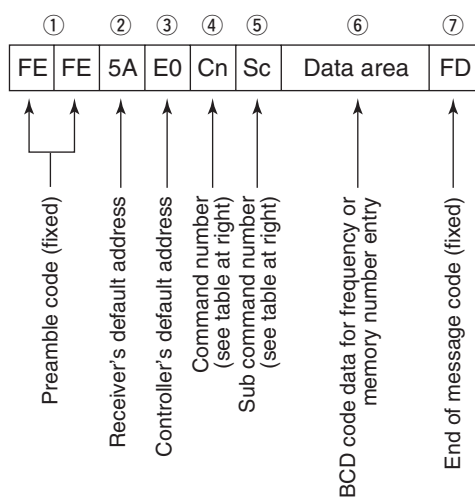 ① ② ③ ④ ⑤ ⑥ ⑦
FE FE 5A E0 Cn Sc Data area FD
Preamble code (fixed)
Receiver's default address
Controller's default address
Command number
(see table at right)
Sub command number
(see table at right)
BCD code data for frequency or
memory number entry
End of message code (fixed)